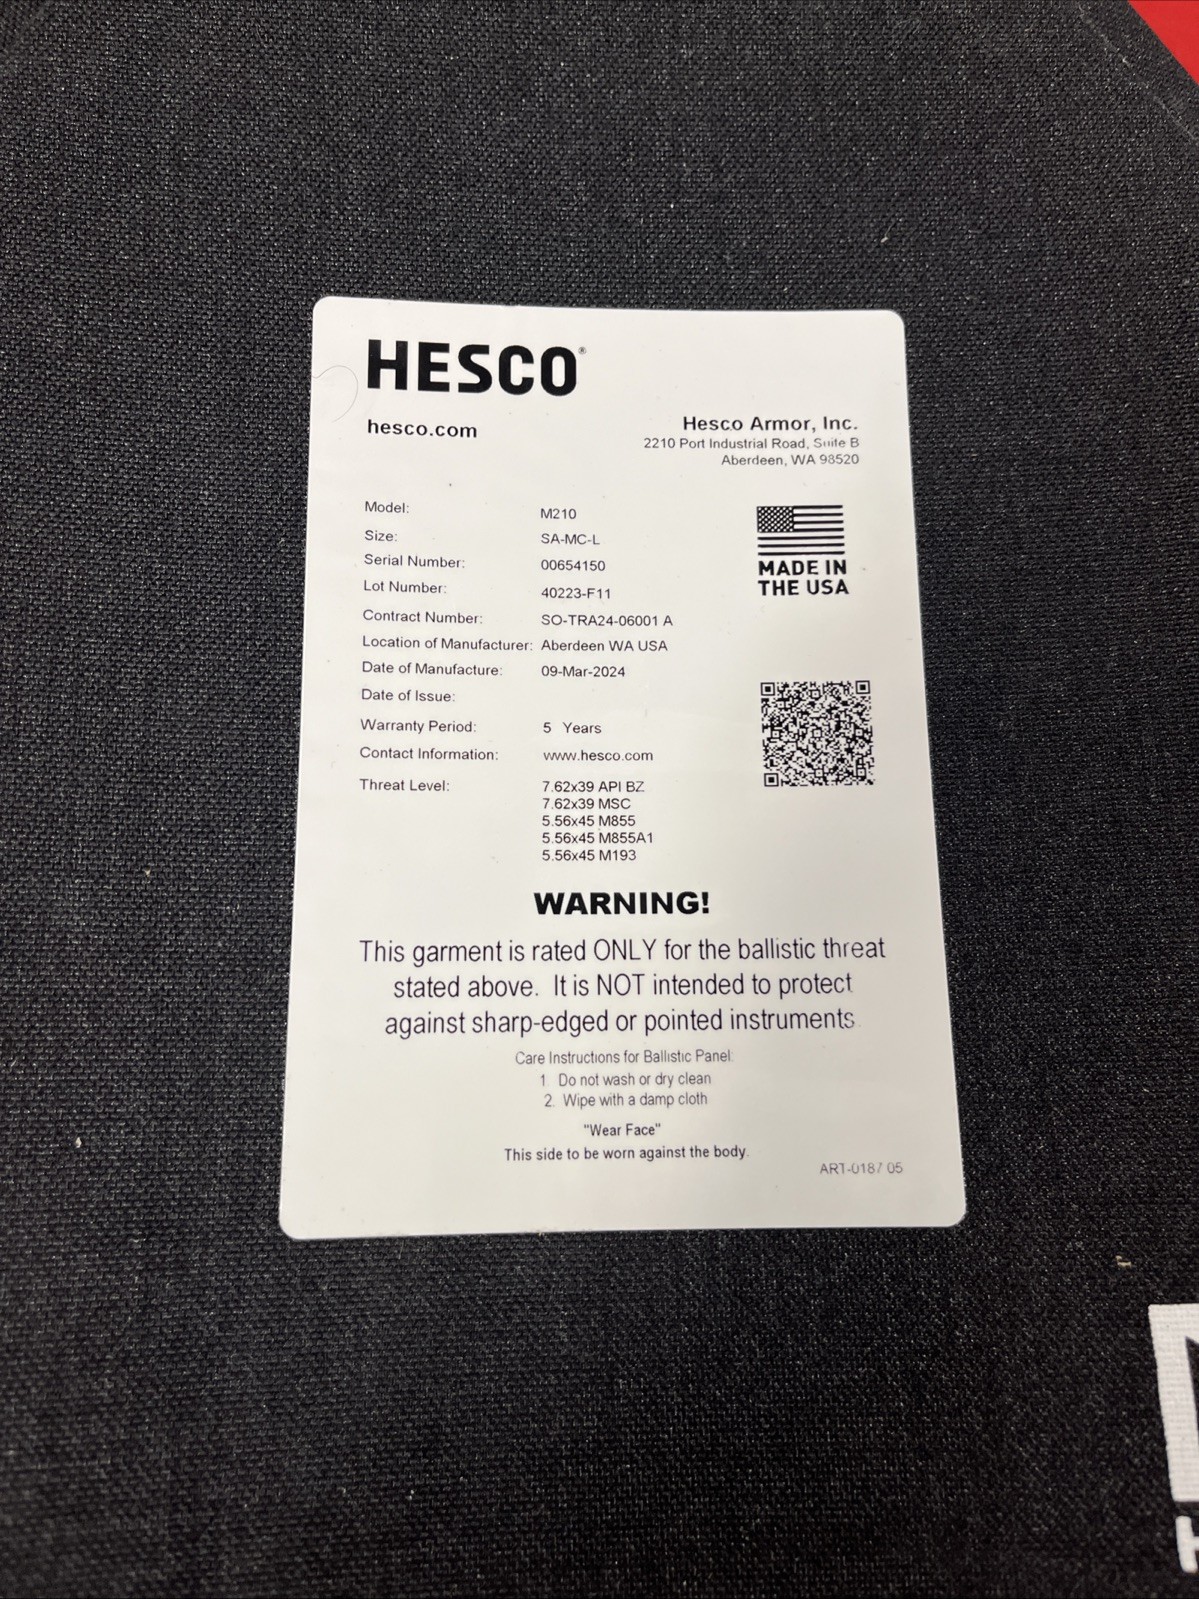 HESCO®
hesco.com
Hesco Armor, Inc.
2210 Port Industrial Road, Suite B
Aberdeen, WA 98520
Model: M210
Size: SA-MC-L
Serial Number: 00654150
Lot Number: 40223-F11
Contract Number: SO-TRA24-06001 A
Location of Manufacturer: Aberdeen WA USA
Date of Manufacture: 09-Mar-2024
Date of Issue:
Warranty Period: 5 Years
Contact Information: www.hesco.com
Threat Level: 7.62x39 API BZ
7.62x39 MSC
5.56x45 M855
5.56x45 M855A1
5.56x45 M193
MADE IN
THE USA
WARNING!
This garment is rated ONLY for the ballistic threat
stated above. It is NOT intended to protect
against sharp-edged or pointed instruments.
Care Instructions for Ballistic Panel:
1 Do not wash or dry clean
2. Wipe with a damp cloth
"Wear Face"
This side to be worn against the body.
ART-0187 05